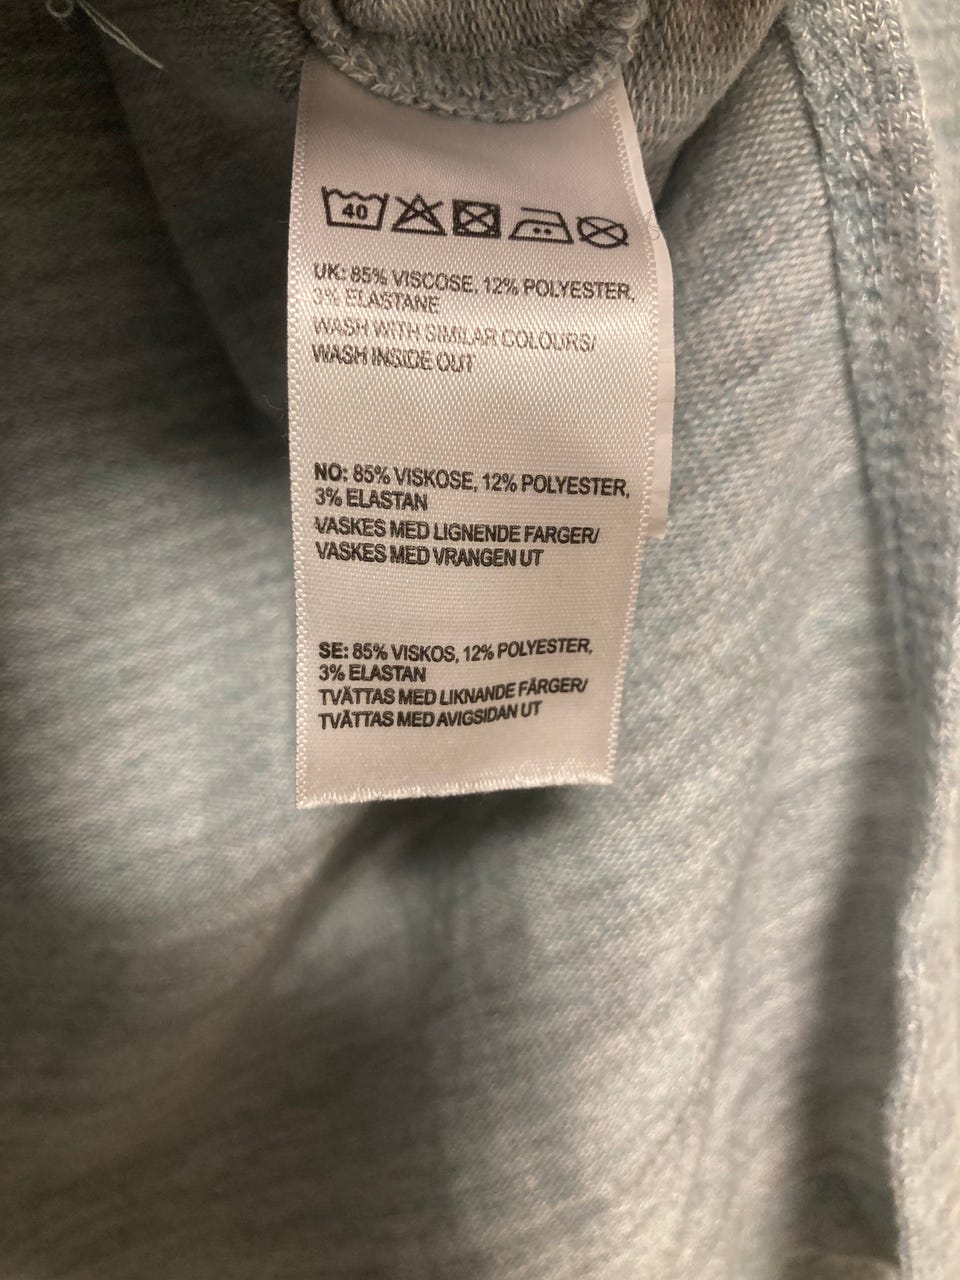 40
UK: 85% VISCOSE, 12% POLYESTER,
3% ELASTANE
WASH WITH SIMILAR COLOURS/
WASH INSIDE OUT
NO: 85% VISKOSE, 12% POLYESTER,
3% ELASTAN
VASKES MED LIGNENDE FARGER/
VASKES MED VRANGEN UT
SE: 85% VISKOS, 12% POLYESTER,
3% ELASTAN
TVÄTTAS MED LIKNANDE FÄRGER/
TVÄTTAS MED AVIGSIDAN UT